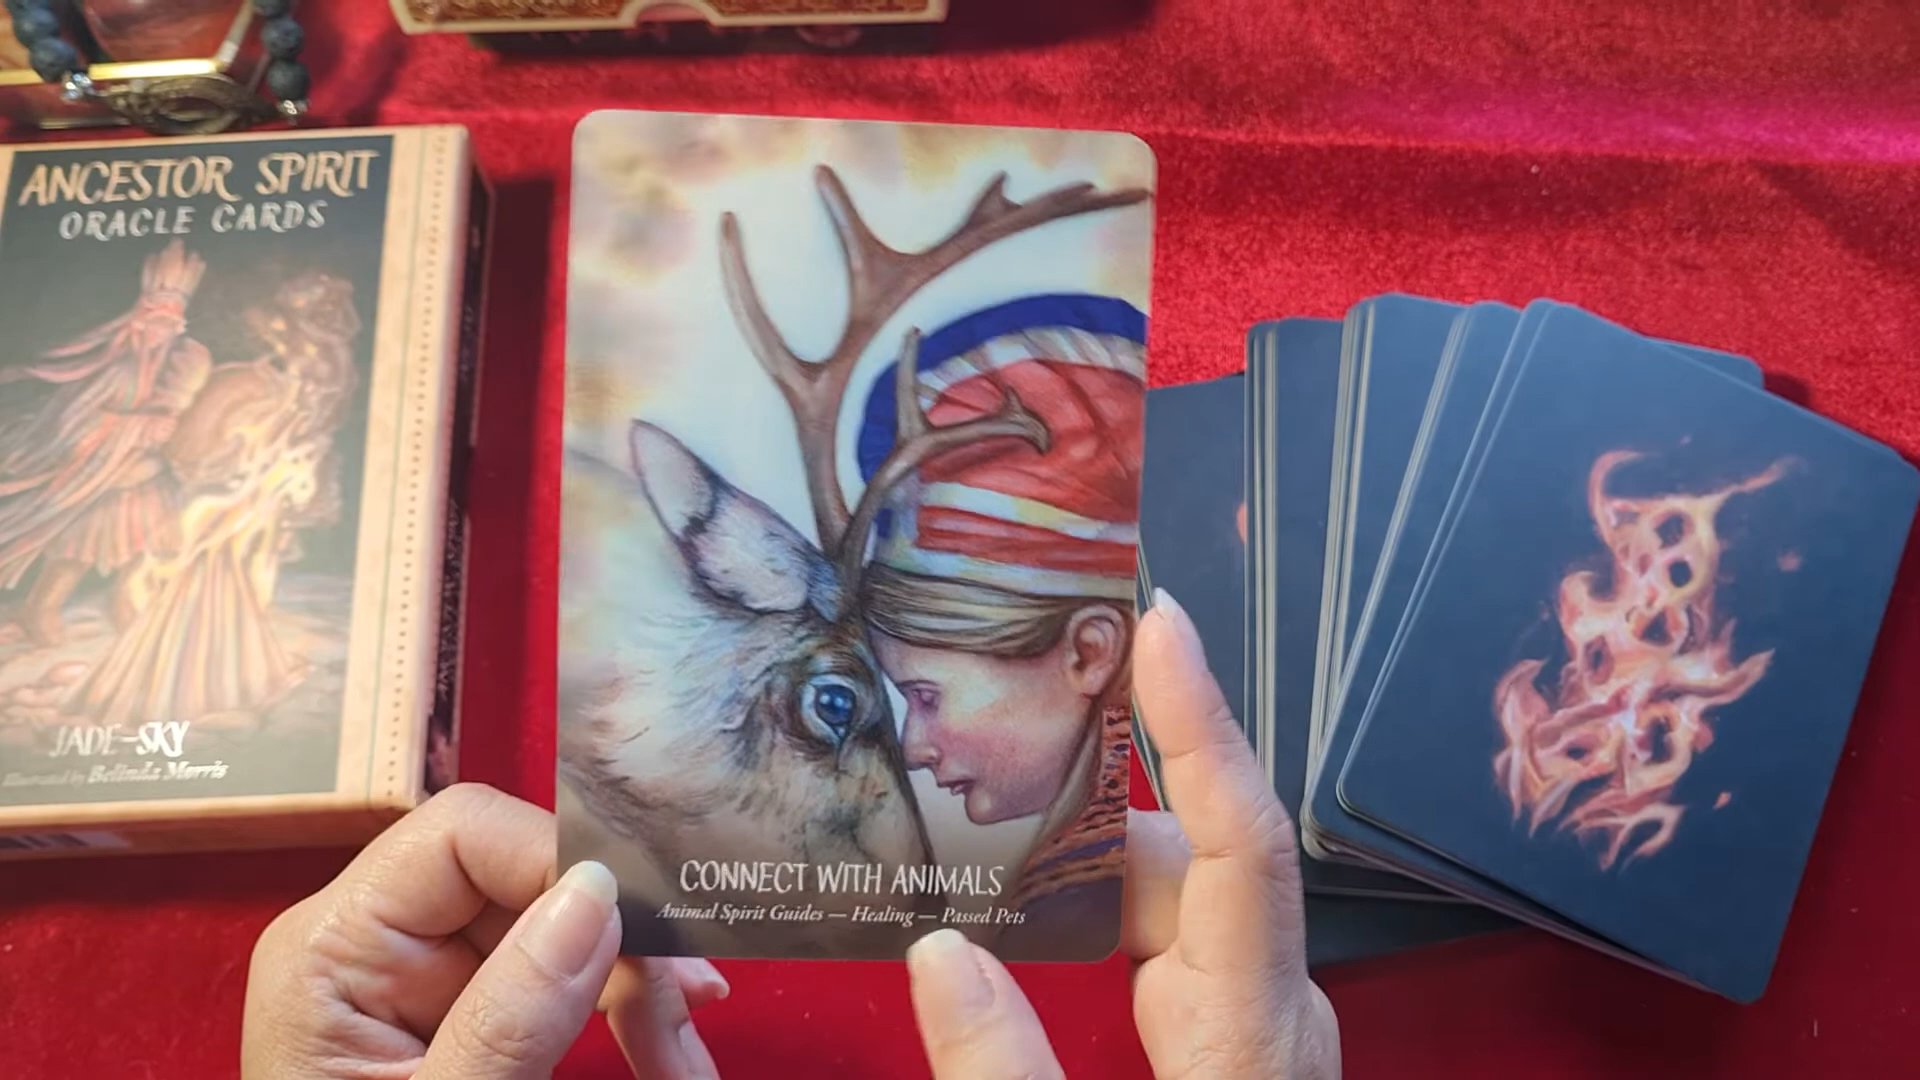 ANCESTOR SPIRIT
ORACLE CARDS
JADE-SKY
Illustrated by Belinda Morris
CONNECT WITH ANIMALS
Animal Spirit Guides — Healing — Passed Pets